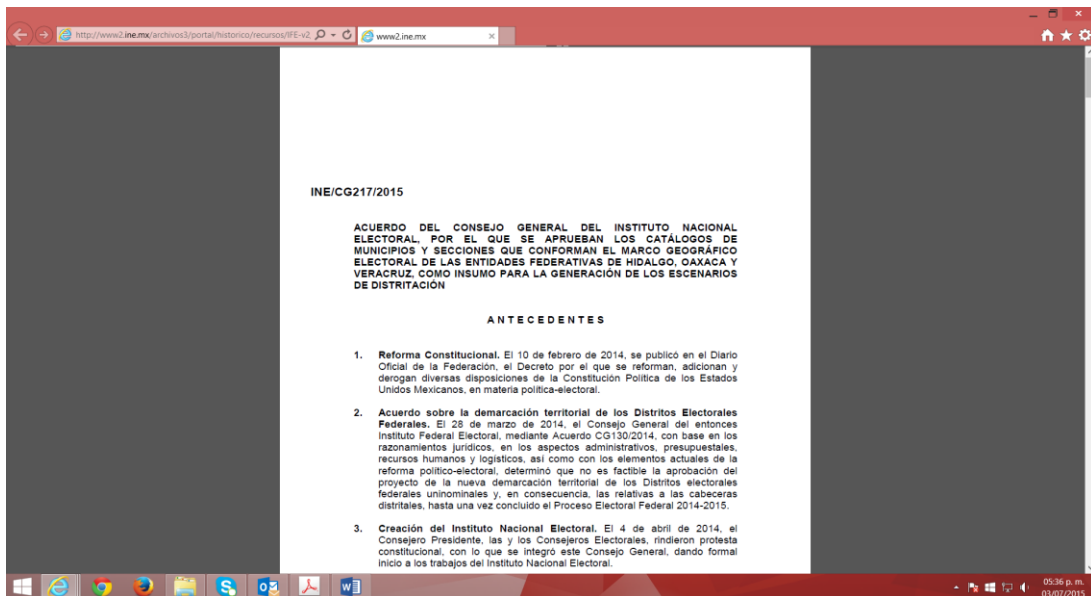 http://www2.ine.mx/archivos3/portal/historico/recursos/IFE-v2,
www2.ine.mx
INE/CG217/2015
ACUERDO DEL CONSEJO GENERAL DEL INSTITUTO NACIONAL
ELECTORAL, POR EL QUE SE APRUEBAN LOS CATÁLOGOS DE
MUNICIPIOS Y SECCIONES QUE CONFORMAN EL MARCO GEOGRÁFICO
ELECTORAL DE LAS ENTIDADES FEDERATIVAS DE HIDALGO, OAXACA Y
VERACRUZ, COMO INSUMO PARA LA GENERACIÓN DE LOS ESCENARIOS
DE DISTRITACIÓN
A N T E C E D E N T E S
1. Reforma Constitucional. El 10 de febrero de 2014, se publicó en el Diario
Oficial de la Federación, el Decreto por el que se reforman, adicionan y
derogan diversas disposiciones de la Constitución Política de los Estados
Unidos Mexicanos, en materia política-electoral.
2. Acuerdo sobre la demarcación territorial de los Distritos Electorales
Federales. El 28 de marzo de 2014, el Consejo General del entonces
Instituto Federal Electoral, mediante Acuerdo CG130/2014, con base en los
razonamientos jurídicos, en los aspectos administrativos, presupuestales,
recursos humanos y logísticos, así como con los elementos actuales de la
reforma político-electoral, determinó que no es factible la aprobación del
proyecto de la nueva demarcación territorial de los Distritos electorales
federales uninominales y, en consecuencia, las relativas a las cabeceras
distritales, hasta una vez concluido el Proceso Electoral Federal 2014-2015.
3. Creación del Instituto Nacional Electoral. El 4 de abril de 2014, el
Consejero Presidente, las y los Consejeros Electorales, rindieron protesta
constitucional, con lo que se integró este Consejo General, dando formal
inicio a los trabajos del Instituto Nacional Electoral.
05:36 p. m.
03/07/2015